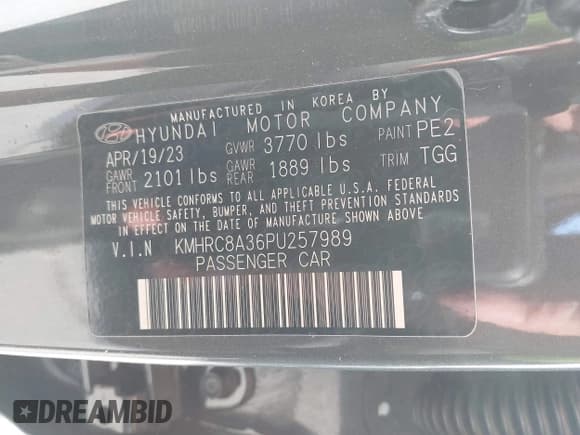 MANUFACTURED IN KOREA BY
HYUNDAI MOTOR COMPANY
APR/19/23 GVWR 3770 lbs PAINT PE2
GAWR FRONT 2101 lbs GAWR REAR 1889 lbs TRIM TGG
THIS VEHICLE CONFORMS TO ALL APPLICABLE U.S.A. FEDERAL
MOTOR VEHICLE SAFETY, BUMPER, AND THEFT PREVENTION STANDARDS
IN EFFECT ON THE DATE OF MANUFACTURE SHOWN ABOVE
V.I.N KMHRC8A36PU257989
PASSENGER CAR
DREAMBID